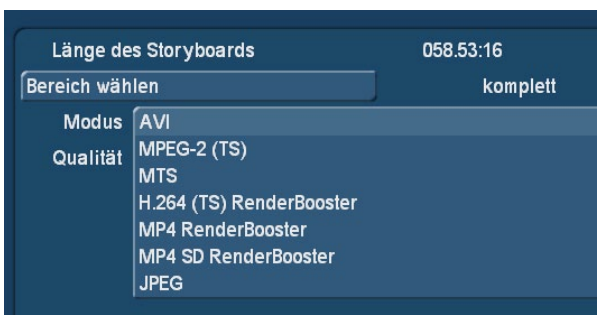 Länge des Storyboards 058.53:16
Bereich wählen komplett
Modus AVI
Qualität MPEG-2 (TS)
MTS
H.264 (TS) RenderBooster
MP4 RenderBooster
MP4 SD RenderBooster
JPEG